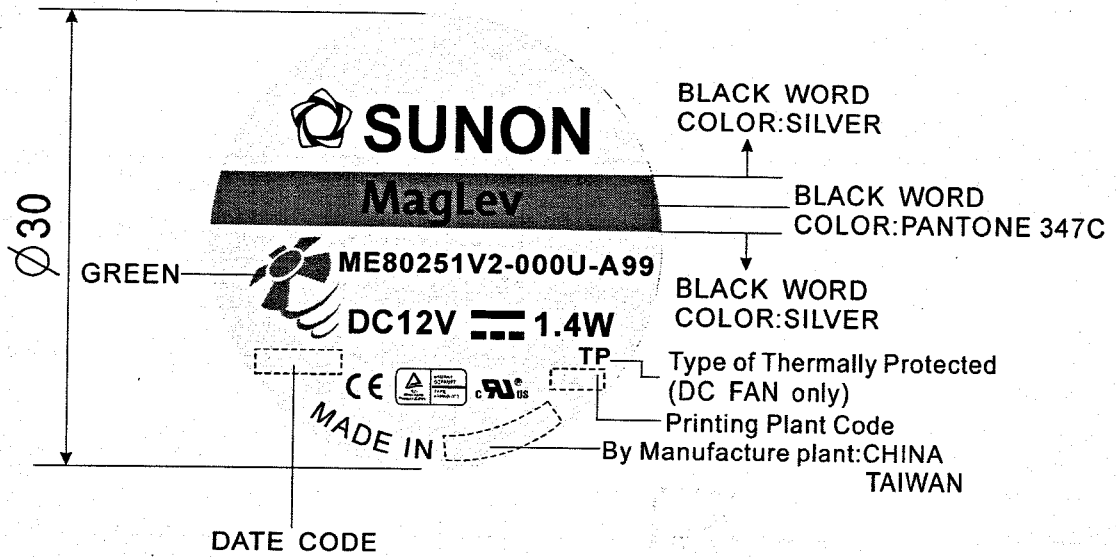 BLACK WORD
COLOR:SILVER
SUNON
MagLev
BLACK WORD
COLOR:PANTONE 347C
Ø30
GREEN
ME80251V2-000U-A99
BLACK WORD
COLOR:SILVER
DC12V 1.4W
TP
Type of Thermally Protected
(DC FAN only)
CE
c RU US
Printing Plant Code
MADE IN
By Manufacture plant:CHINA
TAIWAN
DATE CODE